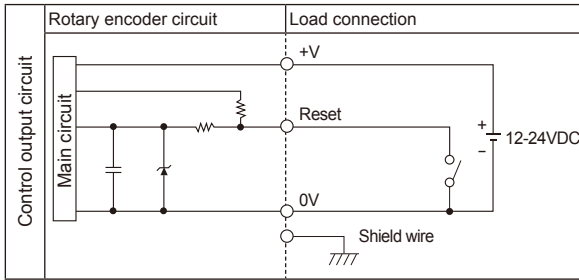 Rotary encoder circuit
Load connection
Control output circuit
Main circuit
+V
Reset
+
12-24VDC
−
0V
Shield wire